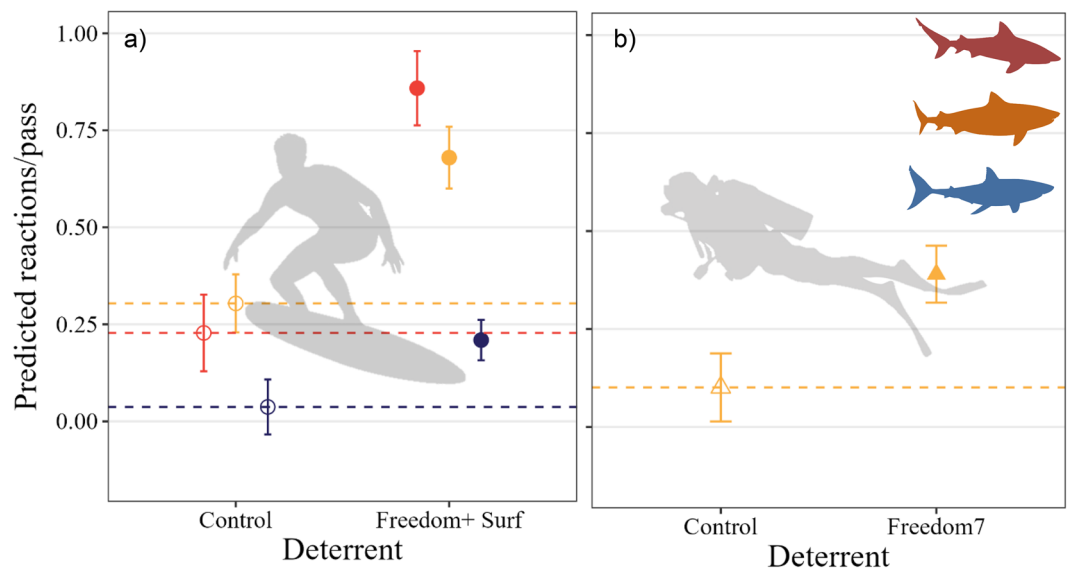 a)
b)
Predicted reactions/pass
1.00
0.75
0.50
0.25
0.00
Control
Freedom+ Surf
Deterrent
Control
Freedom7
Deterrent